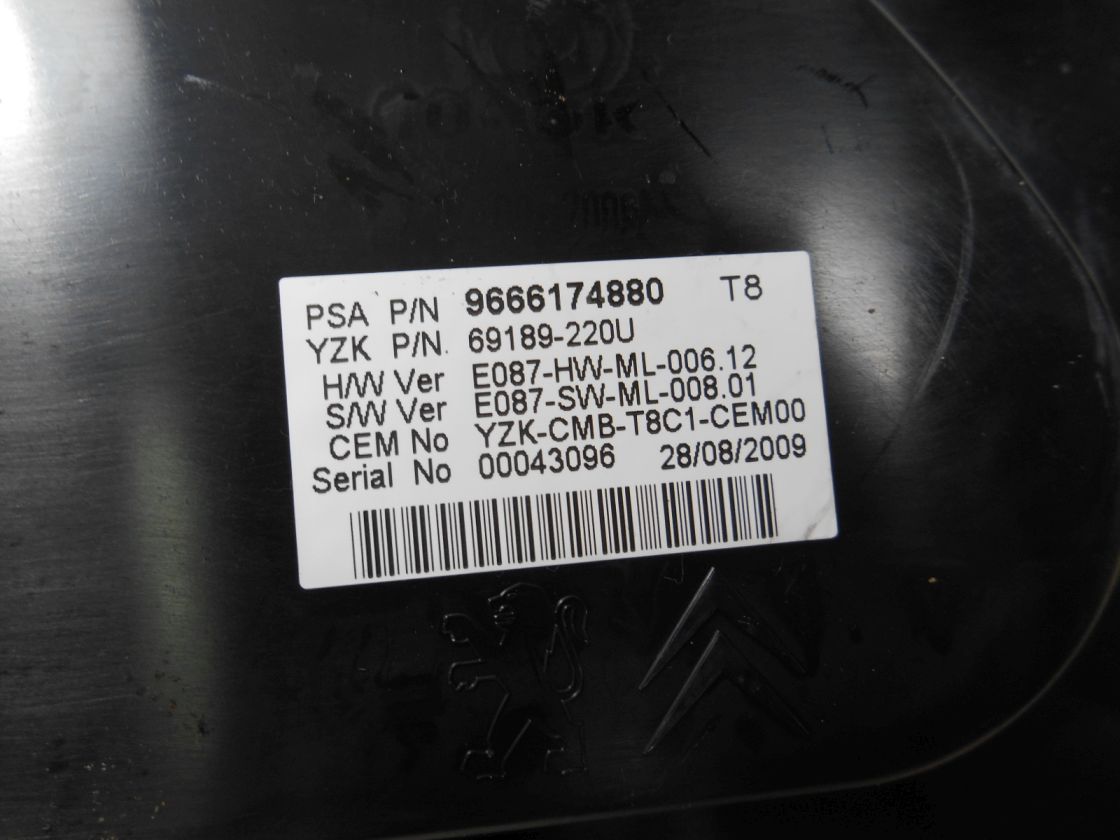 PSA P/N 9666174880 T8
YZK P/N. 69189-220U
H/W Ver E087-HW-ML-006.12
S/W Ver E087-SW-ML-008.01
CEM No YZK-CMB-T8C1-CEM00
Serial No 00043096 28/08/2009